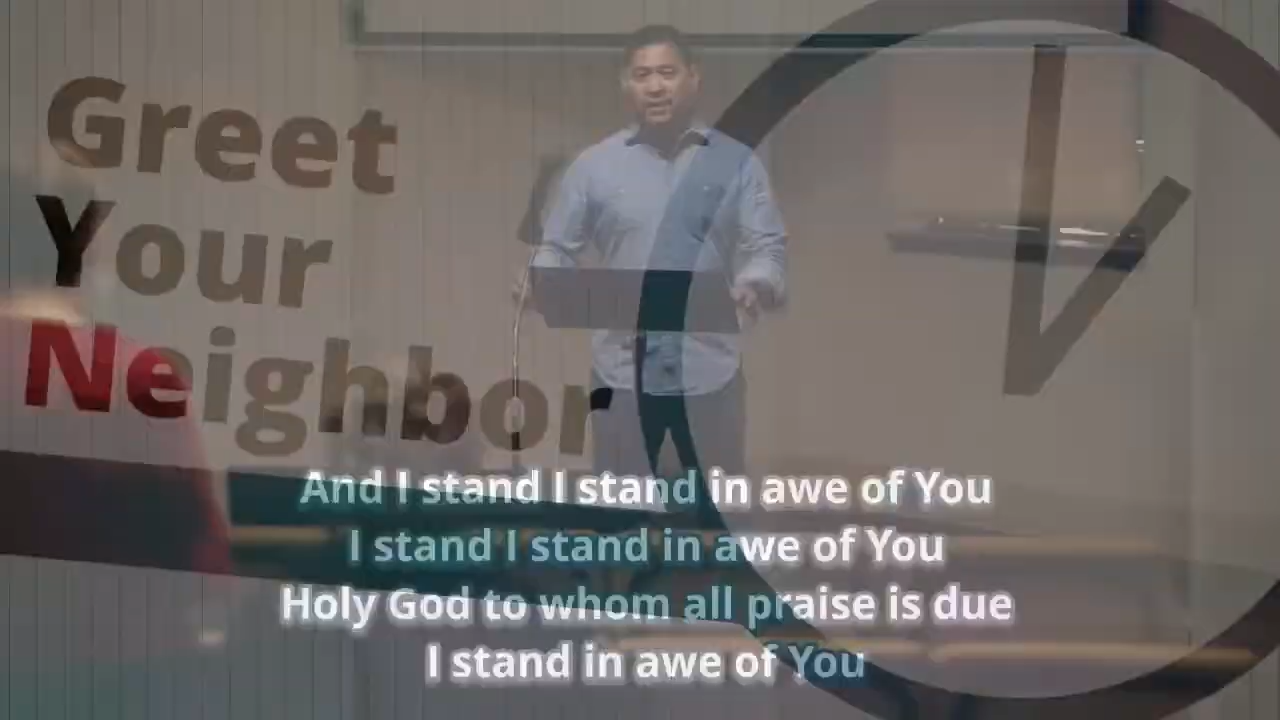 Greet
Your
Neighbor
And I stand I stand in awe of You
I stand I stand in awe of You
Holy God to whom all praise is due
I stand in awe of You